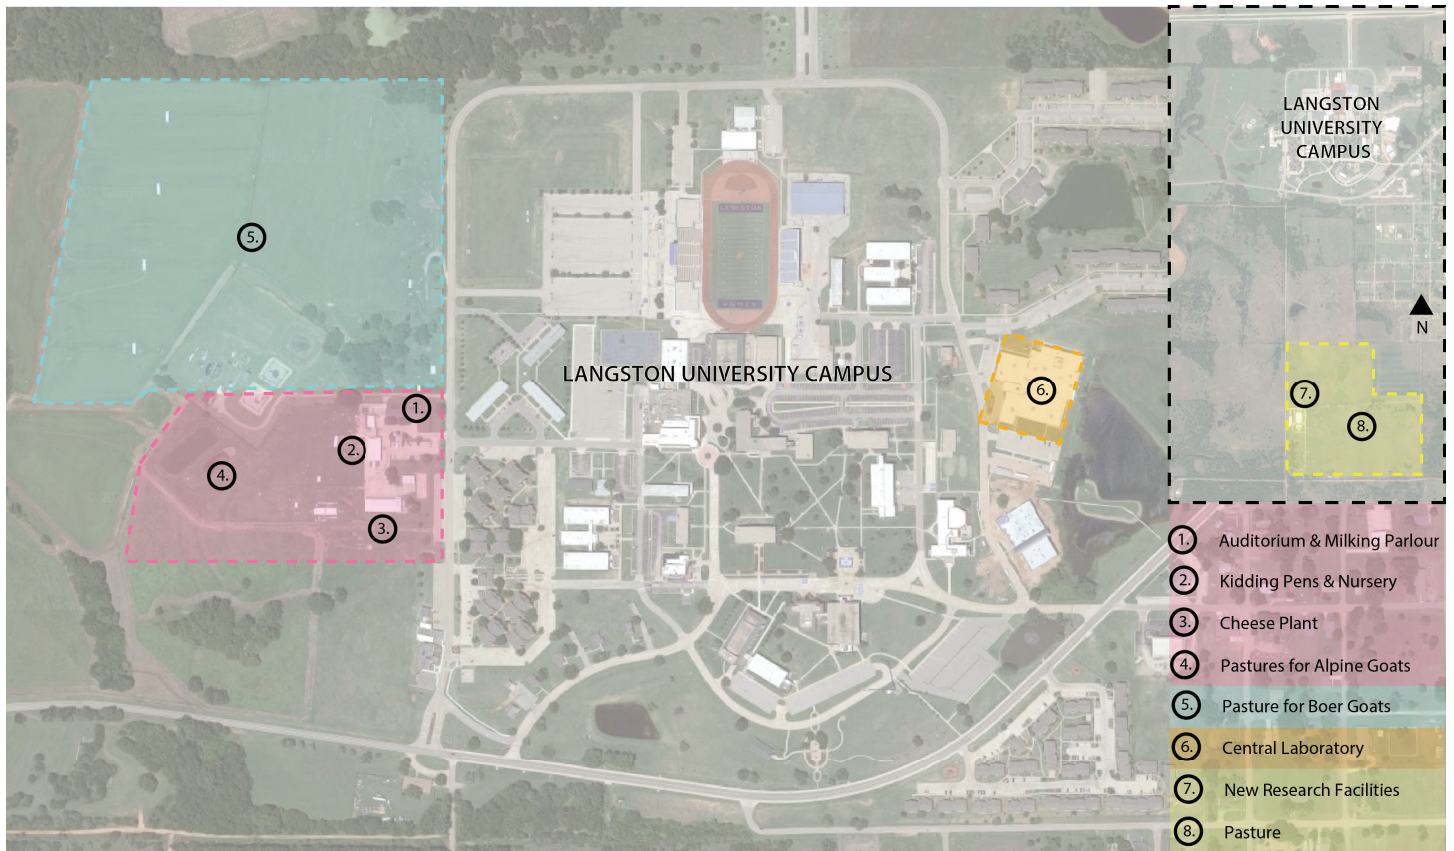 LANGSTON
UNIVERSITY
CAMPUS
LANGSTON
5.
N
LANGSTON UNIVERSITY CAMPUS
6.
7.
1.
8.
2.
4.
3.
1. Auditorium & Milking Parlour
2. Kidding Pens & Nursery
3. Cheese Plant
4. Pastures for Alpine Goats
5. Pasture for Boer Goats
6. Central Laboratory
7. New Research Facilities
8. Pasture